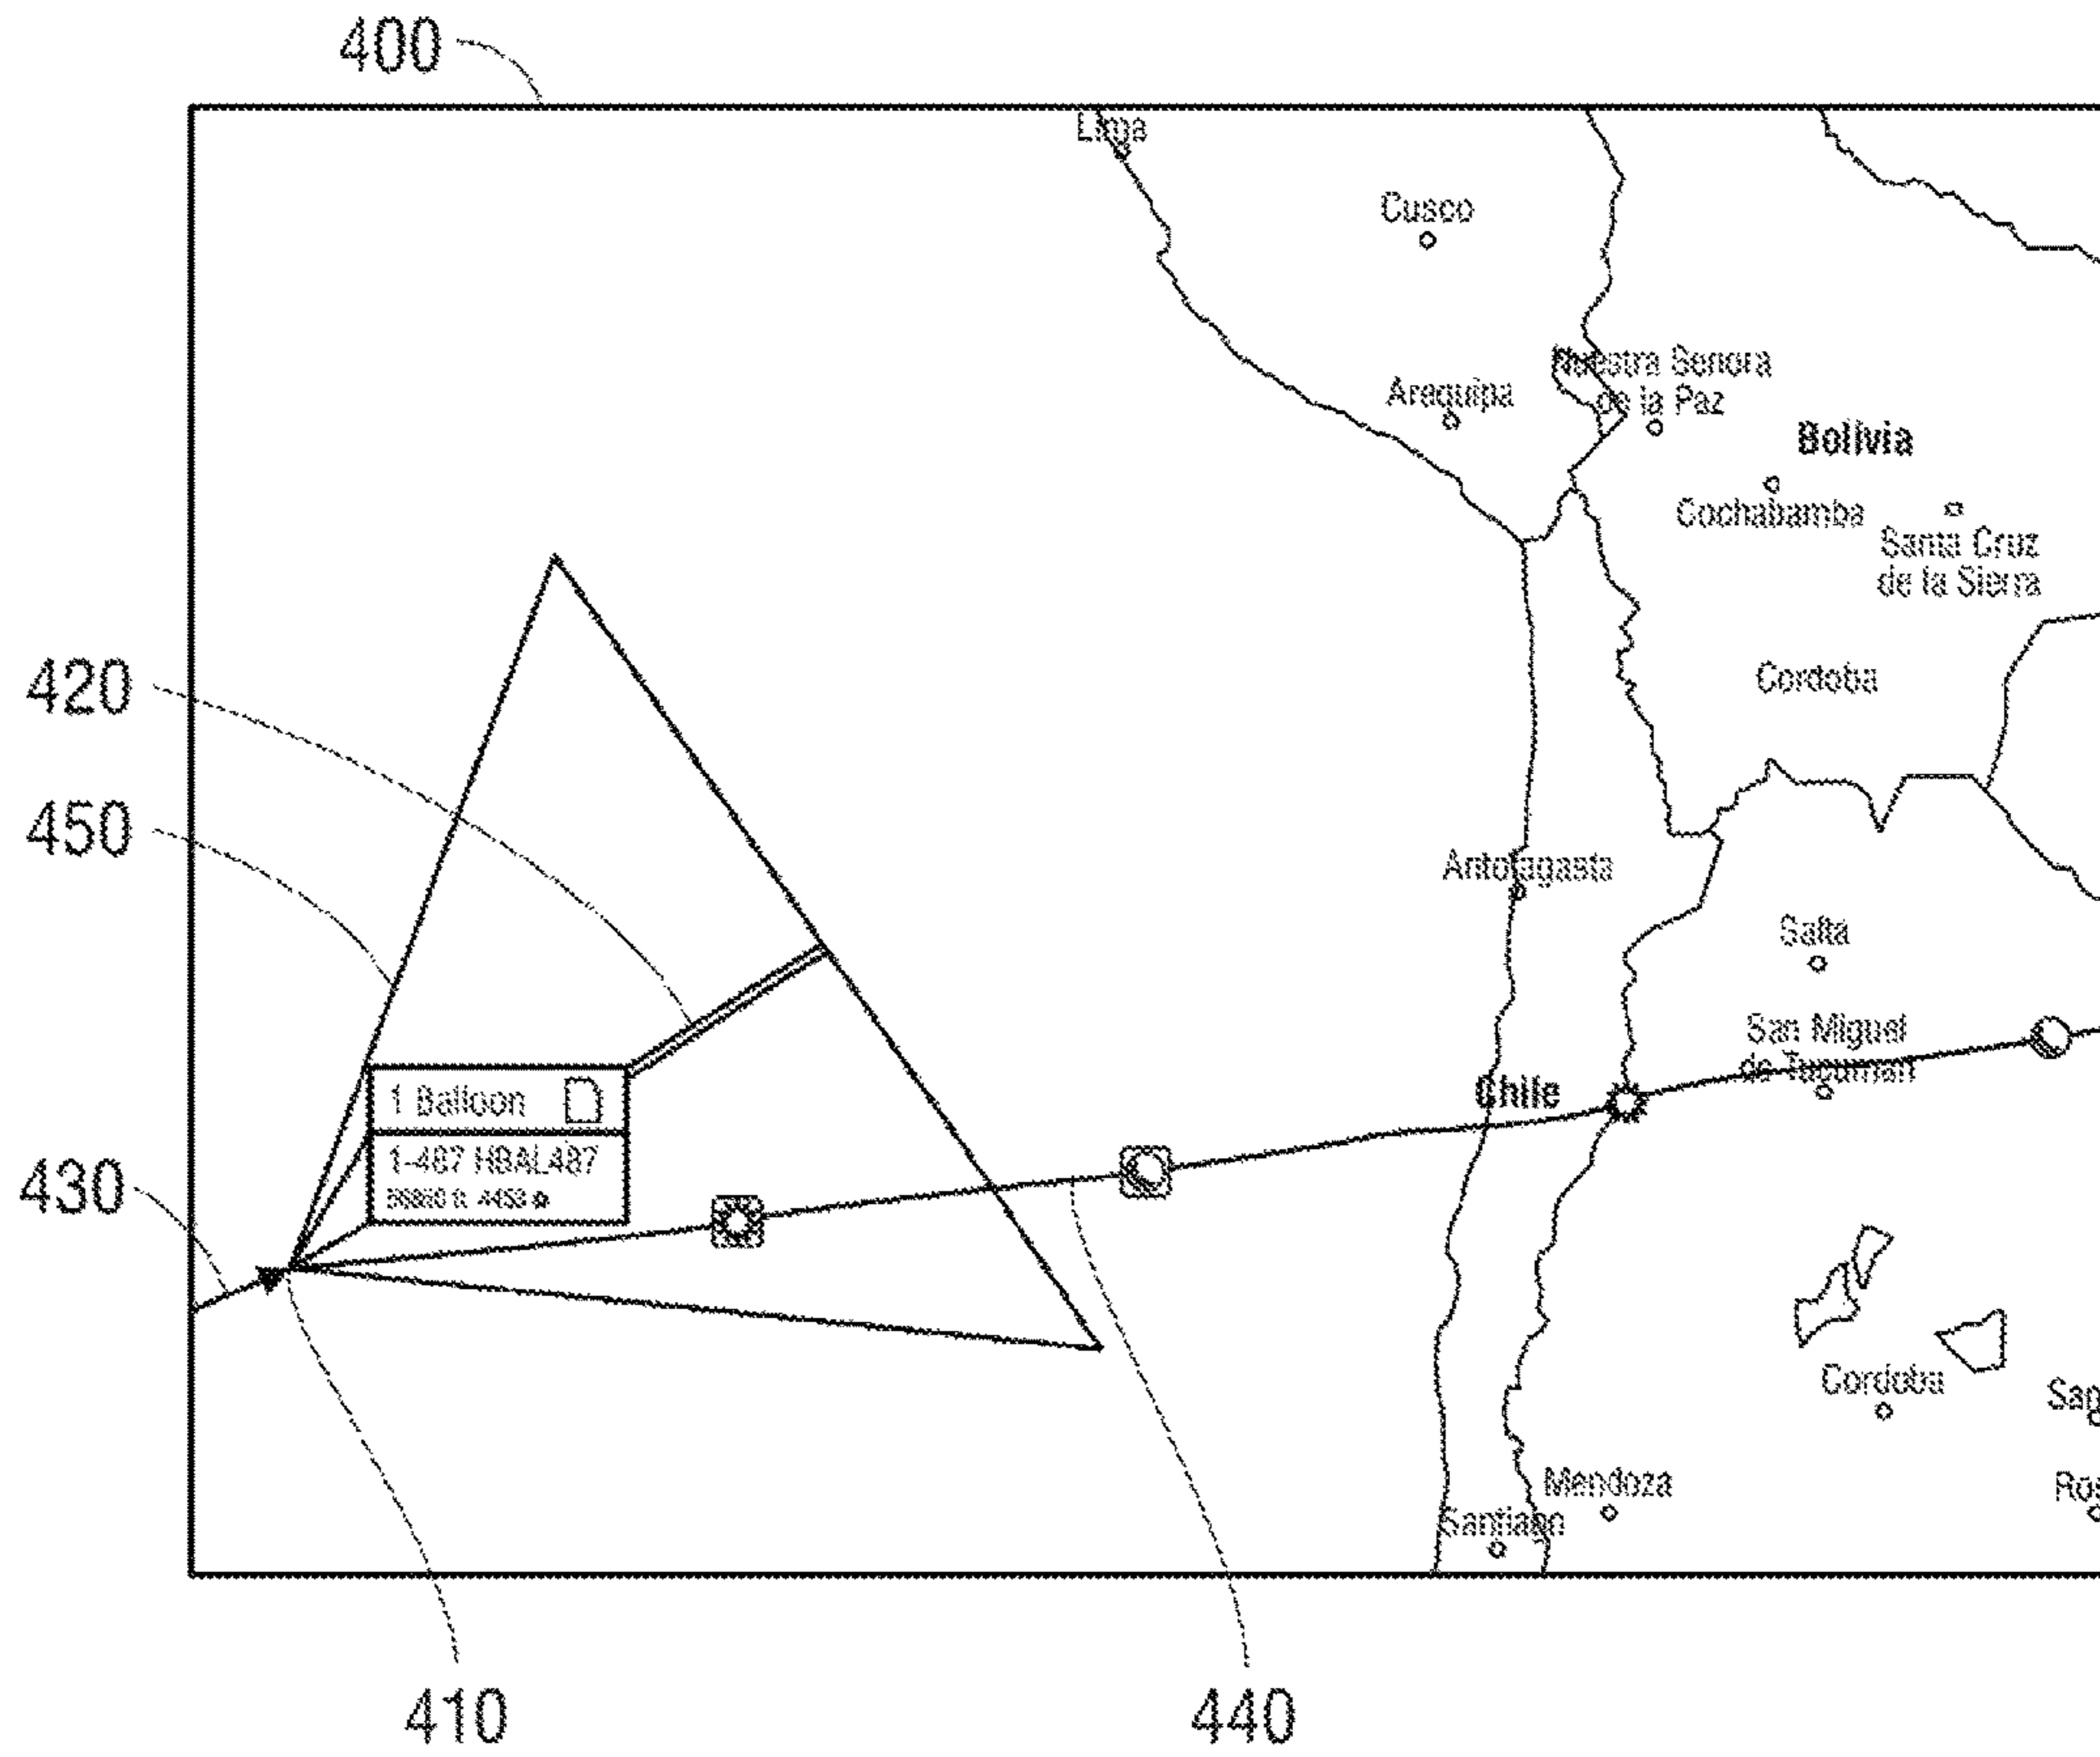 400
Lima
Cusco
Nuestra Senora
de la Paz
Arequipa
Bolivia
Cochabamba
Santa Cruz
de la Sierra
420
Cordoba
450
Antofagasta
Salta
San Miguel
de Tucuman
Chile
1 Balloon
1-487 HBAL487
ft
430
Cordoba
Mendoza
Santiago
410
440